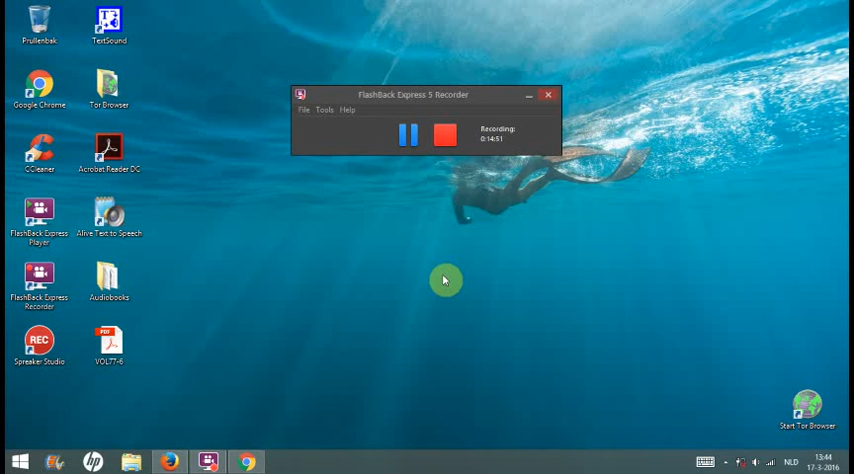 Prullenbak
TextSound
Google Chrome
Tor Browser
CCleaner
Acrobat Reader DC
FlashBack Express
Player
Alive Text to Speech
FlashBack Express
Recorder
Audiobooks
REC
Spreaker Studio
PDF
VOL77-6
FlashBack Express 5 Recorder
File Tools Help
Recording:
0:14:51
Start Tor Browser
hp
NLD
13:44
17-3-2016